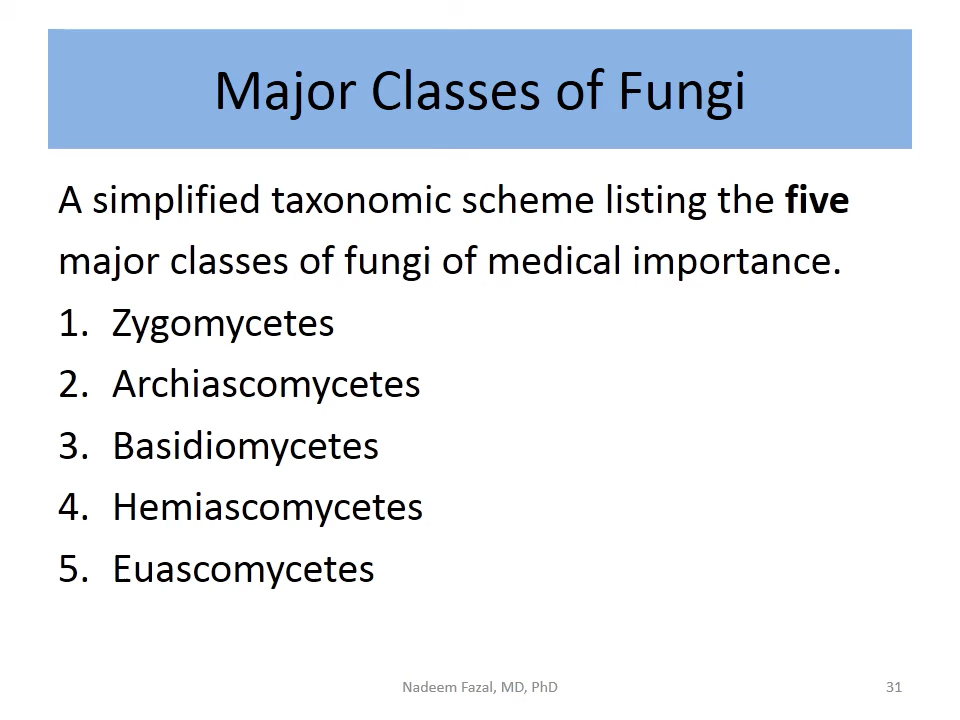 Major Classes of Fungi
A simplified taxonomic scheme listing the five
major classes of fungi of medical importance.
1. Zygomycetes
2. Archiascomycetes
3. Basidiomycetes
4. Hemiascomycetes
5. Euascomycetes
Nadeem Fazal, MD, PhD
31